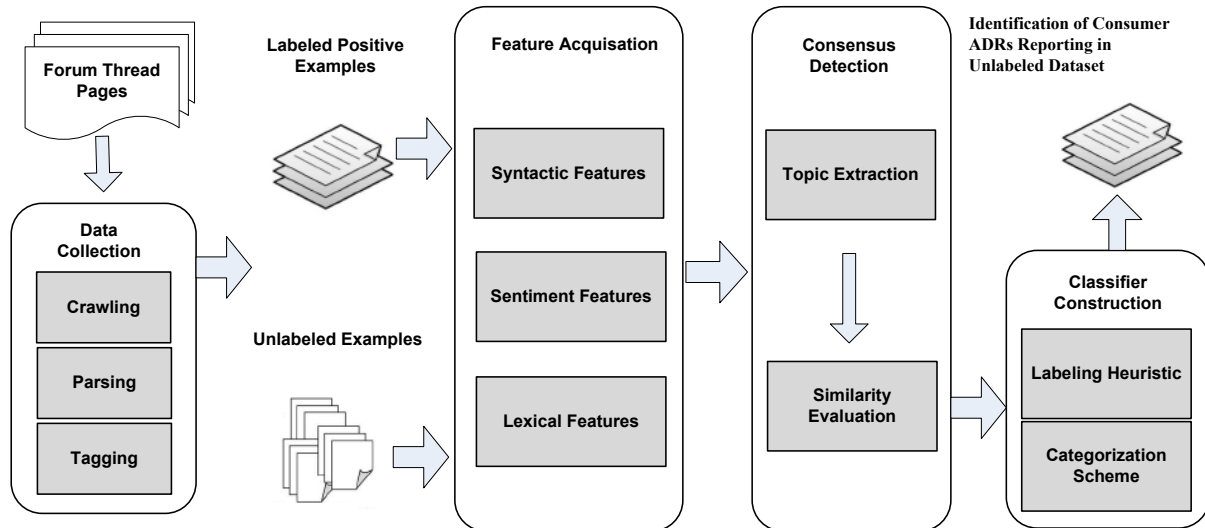 Forum Thread
Pages
Data
Collection
Crawling
Parsing
Tagging
Labeled Positive
Examples
Unlabeled Examples
Feature Acquisation
Syntactic Features
Sentiment Features
Lexical Features
Consensus
Detection
Topic Extraction
Similarity
Evaluation
Identification of Consumer
ADRs Reporting in
Unlabeled Dataset
Classifier
Construction
Labeling Heuristic
Categorization
Scheme